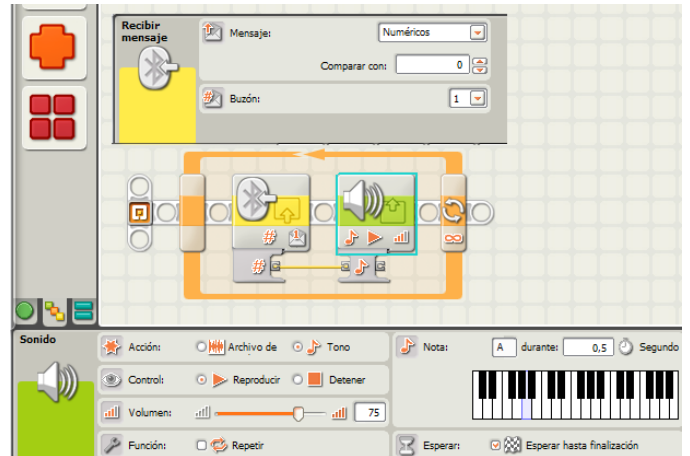 Recibir
mensaje
Mensaje:
Numéricos
Comparar con:
0
Buzón:
1
#
1
#
Sonido
Acción:
Archivo de
Tono
Nota:
A
durante:
0,5
Segundo
Control:
Reproducir
Detener
Volumen:
75
Función:
Repetir
Esperar:
Esperar hasta finalización